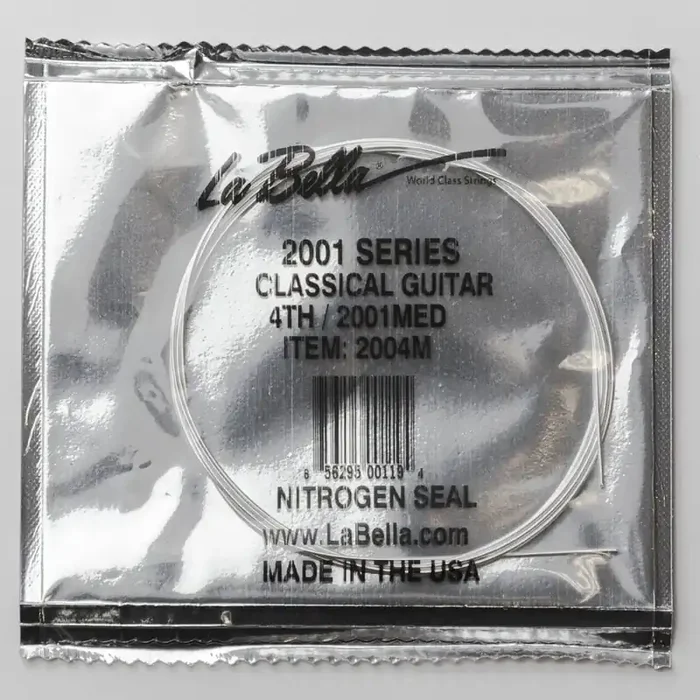 La Bella®
World Class Strings
2001 SERIES
CLASSICAL GUITAR
4TH / 2001MED
ITEM: 2004M
8 56295 00119 4
NITROGEN SEAL
www.LaBella.com
MADE IN THE USA